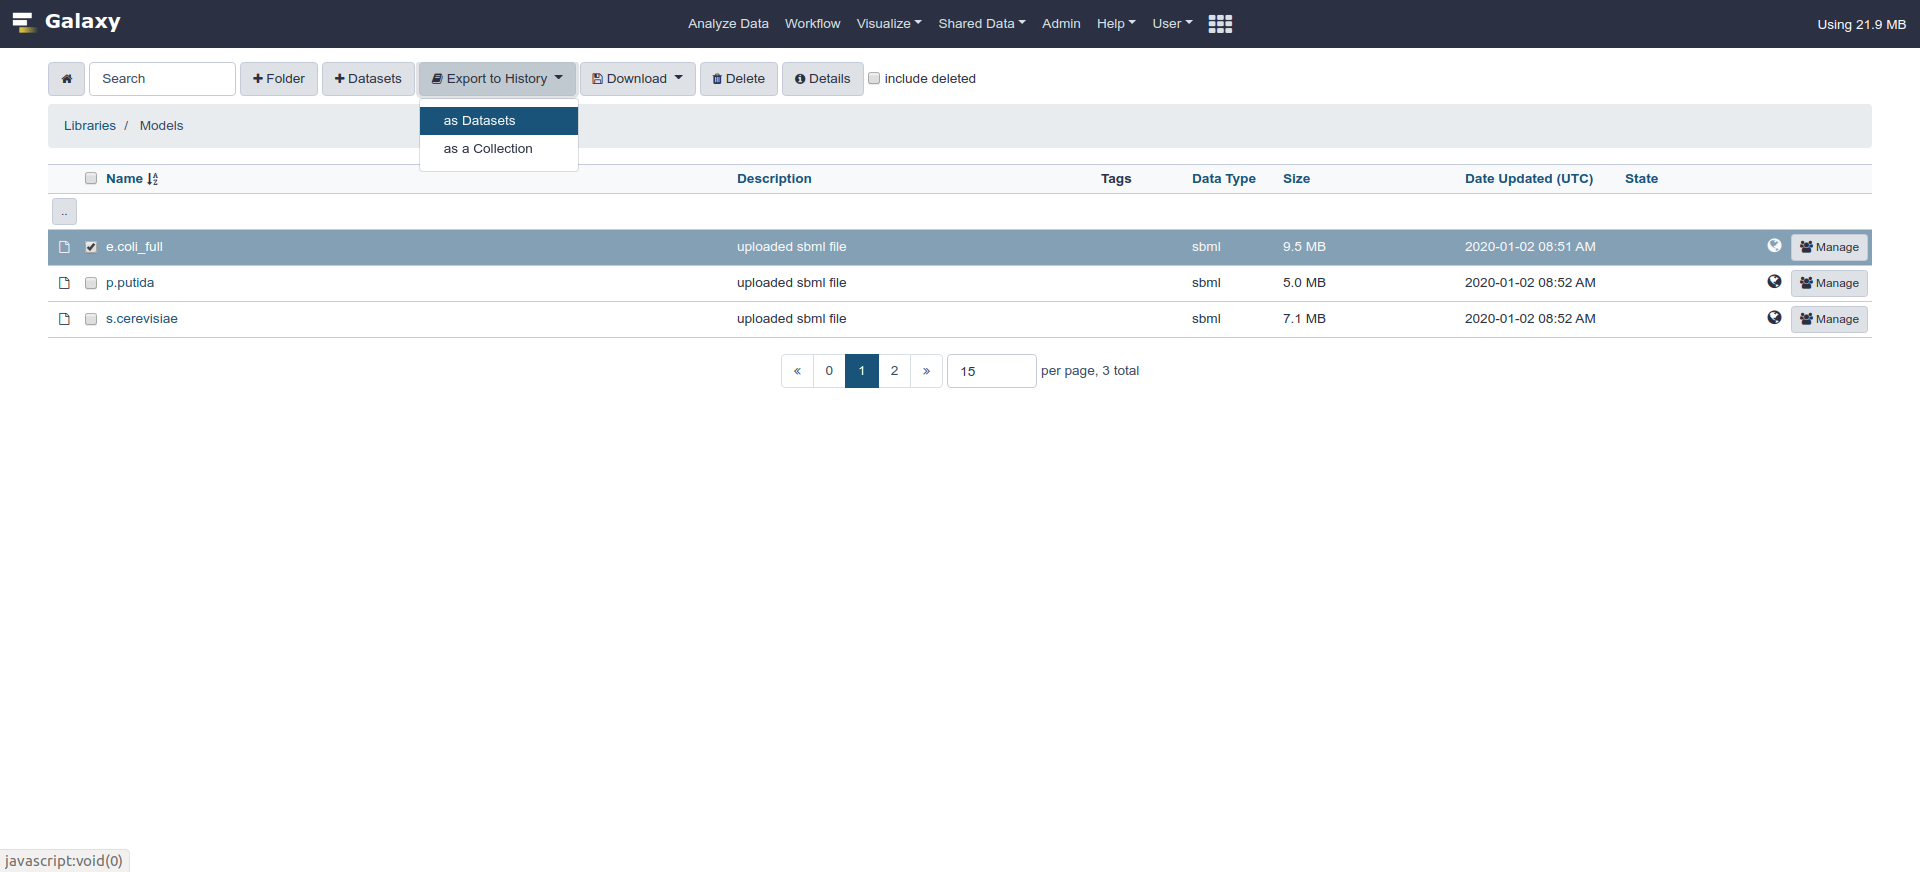 Galaxy Analyze Data Workflow Visualize Shared Data Admin Help User Using 21.9 MB
Search + Folder + Datasets Export to History Download Delete Details include deleted
as Datasets
Libraries / Models
as a Collection
Name Description Tags Data Type Size Date Updated (UTC) State
..
e.coli_full uploaded sbml file sbml 9.5 MB 2020-01-02 08:51 AM Manage
p.putida uploaded sbml file sbml 5.0 MB 2020-01-02 08:52 AM Manage
s.cerevisiae uploaded sbml file sbml 7.1 MB 2020-01-02 08:52 AM Manage
« 0 1 2 » 15 per page, 3 total
javascript:void(0)